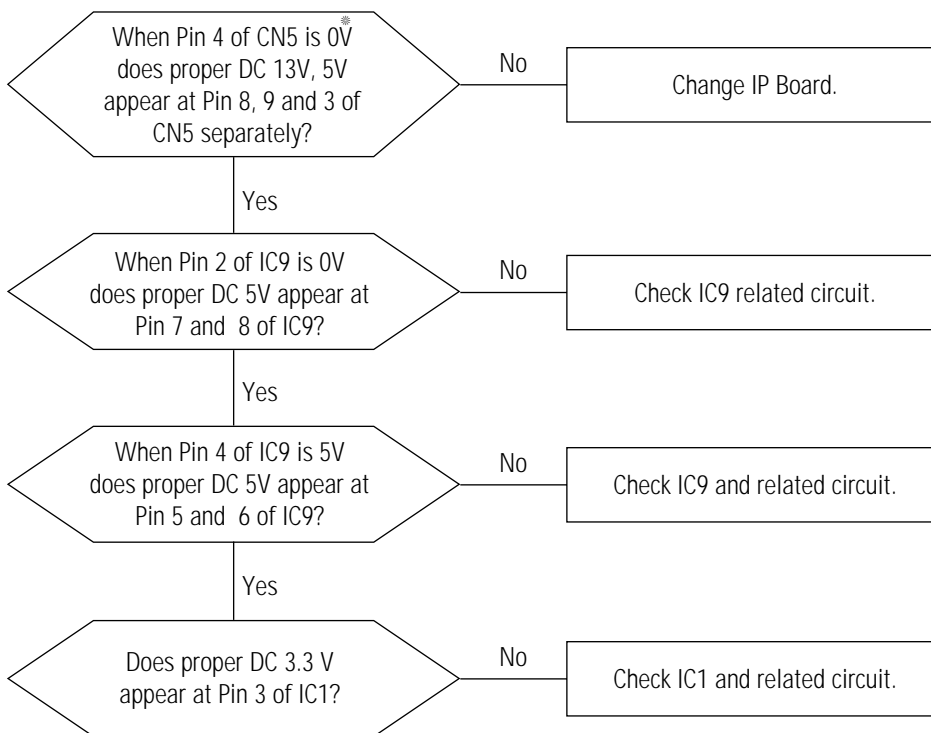 When Pin 4 of CN5 is 0V※
does proper DC 13V, 5V
appear at Pin 8, 9 and 3 of
CN5 separately?
No
Change IP Board.
Yes
When Pin 2 of IC9 is 0V
does proper DC 5V appear at
Pin 7 and 8 of IC9?
No
Check IC9 related circuit.
Yes
When Pin 4 of IC9 is 5V
does proper DC 5V appear at
Pin 5 and 6 of IC9?
No
Check IC9 and related circuit.
Yes
Does proper DC 3.3 V
appear at Pin 3 of IC1?
No
Check IC1 and related circuit.